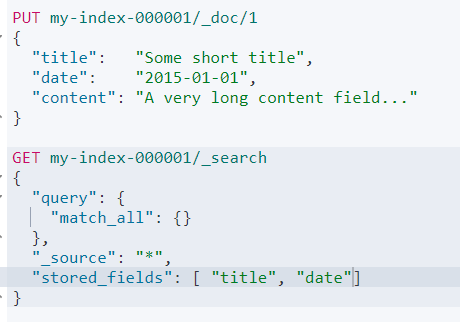 PUT my-index-000001/_doc/1
{
  "title":   "Some short title",
  "date":    "2015-01-01",
  "content": "A very long content field..."
}
GET my-index-000001/_search
{
  "query": {
    "match_all": {}
  },
  "_source": "*",
  "stored_fields": [ "title", "date"]
}